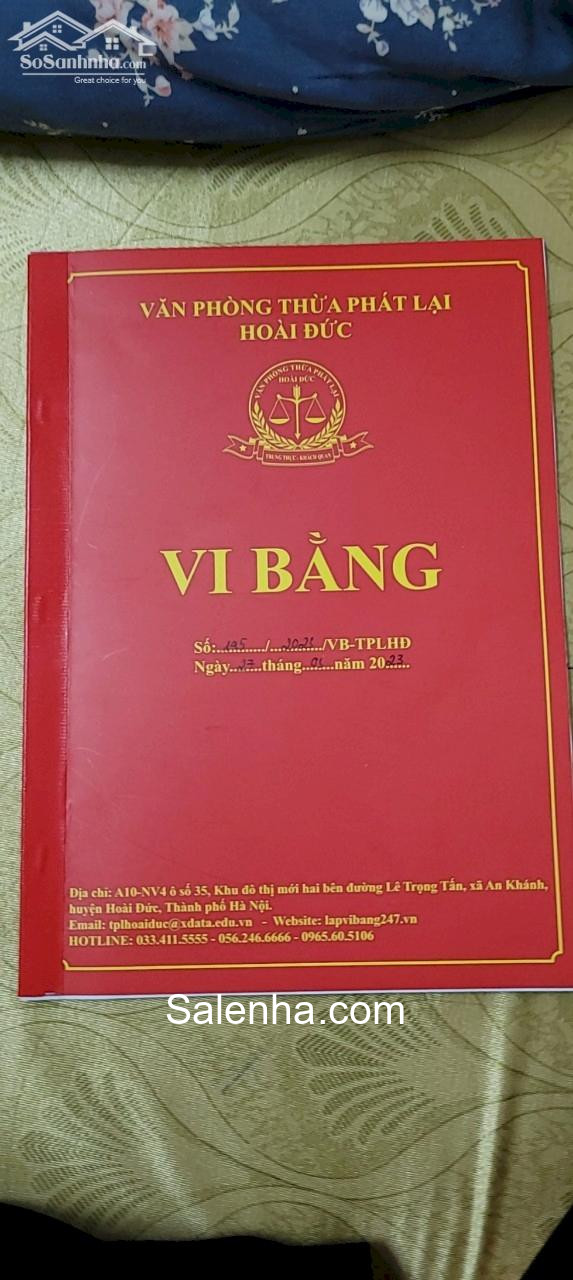 SoSanhnha.com
Great choice for you
VĂN PHÒNG THỪA PHÁT LẠI
HOÀI ĐỨC
VĂN PHÒNG THỪA PHÁT LẠI
HOÀI ĐỨC
TRUNG THỰC - KHÁCH QUAN
VI BẰNG
Số:..195....../....2023....../VB-TPLHĐ
Ngày...27...tháng......năm 2023......
Địa chỉ: A10-NV4 ô số 35, Khu đô thị mới hai bên đường Lê Trọng Tấn, xã An Khánh,
huyện Hoài Đức, Thành phố Hà Nội.
Email: tplhoaiduc@xdata.edu.vn - Website: lapvibang247.vn
HOTLINE: 033.411.5555 - 056.246.6666 - 0965.60.5106
Salenha.com